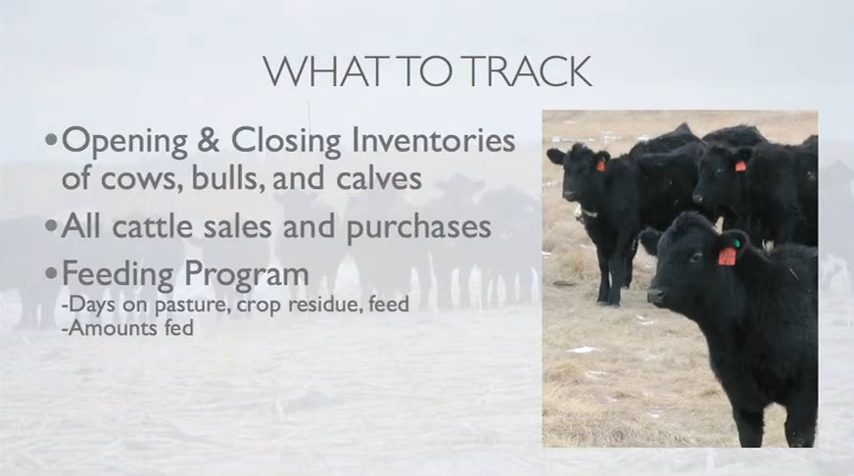 WHAT TO TRACK
•Opening & Closing Inventories
of cows, bulls, and calves
•All cattle sales and purchases
•Feeding Program
-Days on pasture, crop residue, feed
-Amounts fed